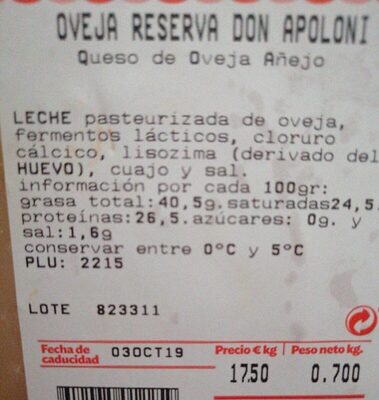 OVEJA RESERVA DON APOLONI
Queso de Oveja Añejo
LECHE pasteurizada de oveja,
fermentos lácticos, cloruro
cálcico, lisozima (derivado del
HUEVO), cuajo y sal.
información por cada 100gr:
grasa total:40,5g.saturadas24,5.
proteínas:26,5.azúcares: 0g. y
sal:1,6g
conservar entre 0°C y 5°C
PLU: 2215
LOTE 823311
Fecha de caducidad 03OCT19 Precio € kg Peso neto kg.
17.50 0.700